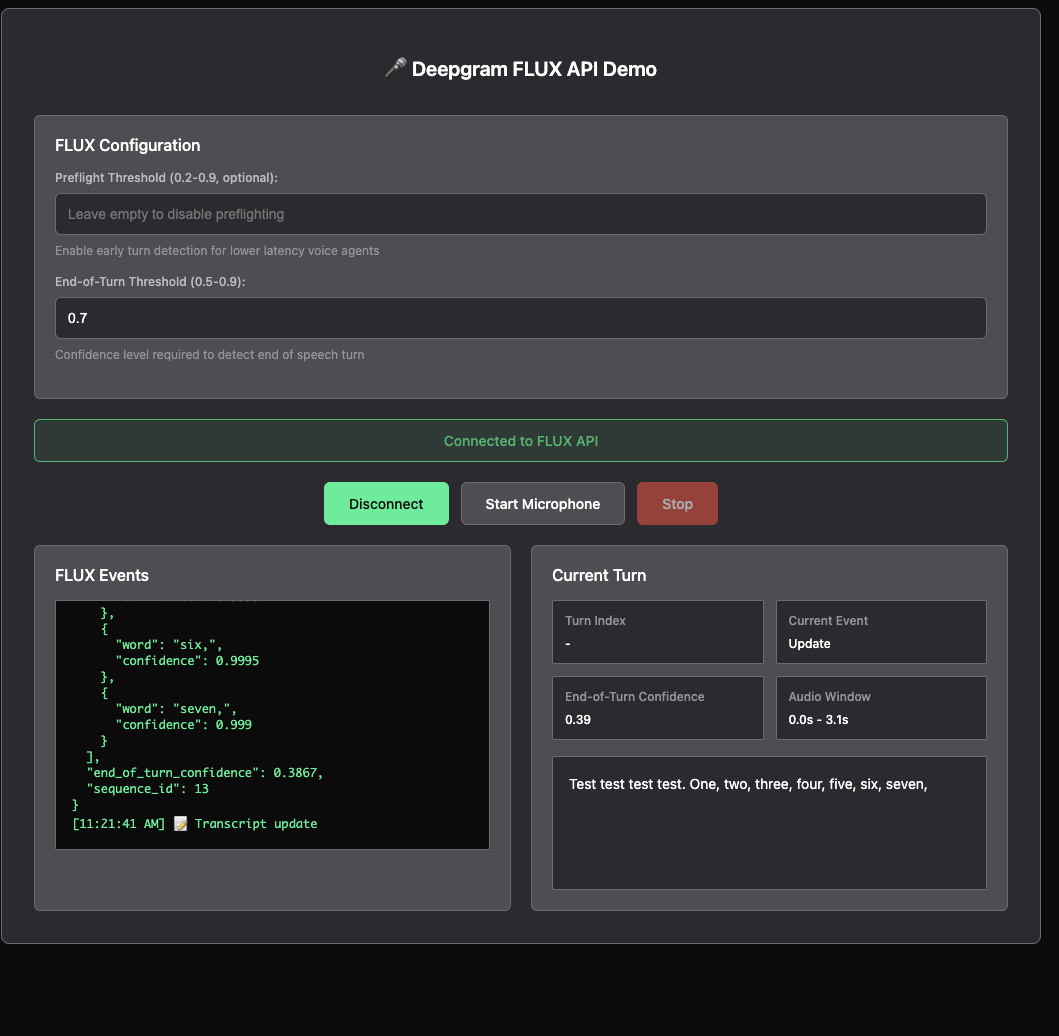 🎤 Deepgram FLUX API Demo
FLUX Configuration
Preflight Threshold (0.2-0.9, optional):
Leave empty to disable preflighting
Enable early turn detection for lower latency voice agents
End-of-Turn Threshold (0.5-0.9):
0.7
Confidence level required to detect end of speech turn
Connected to FLUX API
Disconnect
Start Microphone
Stop
FLUX Events
},
{
"word": "six,",
"confidence": 0.9995
},
{
"word": "seven,",
"confidence": 0.999
}
],
"end_of_turn_confidence": 0.3867,
"sequence_id": 13
}
[11:21:41 AM] 📝 Transcript update
Current Turn
Turn Index
-
Current Event
Update
End-of-Turn Confidence
0.39
Audio Window
0.0s - 3.1s
Test test test test. One, two, three, four, five, six, seven,